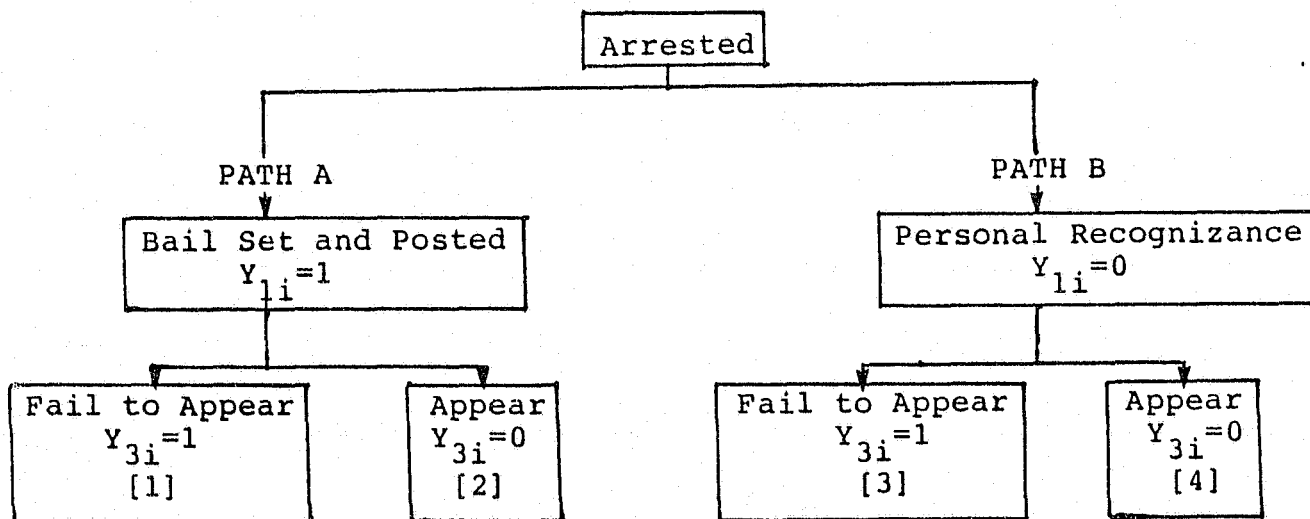 Arrested
PATH A
PATH B
Bail Set and Posted
Y1i=1
Personal Recognizance
Y1i=0
Fail to Appear
Y3i=1
[1]
Appear
Y3i=0
[2]
Fail to Appear
Y3i=1
[3]
Appear
Y3i=0
[4]